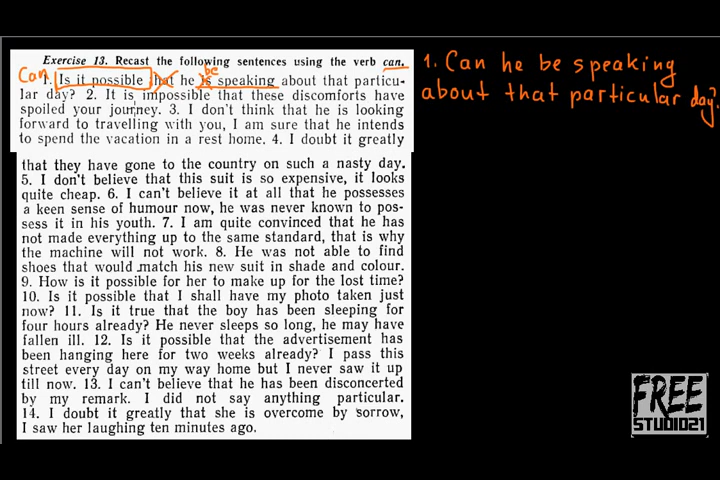 Exercise 13. Recast the following sentences using the verb can.
Can be
1. Is it possible that he is speaking about that particu-
lar day? 2. It is impossible that these discomforts have
spoiled your journey. 3. I don't think that he is looking
forward to travelling with you, I am sure that he intends
to spend the vacation in a rest home. 4. I doubt it greatly
that they have gone to the country on such a nasty day.
5. I don't believe that this suit is so expensive, it looks
quite cheap. 6. I can't believe it at all that he possesses
a keen sense of humour now, he was never known to pos-
sess it in his youth. 7. I am quite convinced that he has
not made everything up to the same standard, that is why
the machine will not work. 8. He was not able to find
shoes that would match his new suit in shade and colour.
9. How is it possible for her to make up for the lost time?
10. Is it possible that I shall have my photo taken just
now? 11. Is it true that the boy has been sleeping for
four hours already? He never sleeps so long, he may have
fallen ill. 12. Is it possible that the advertisement has
been hanging here for two weeks already? I pass this
street every day on my way home but I never saw it up
till now. 13. I can't believe that he has been disconcerted
by my remark. I did not say anything particular.
14. I doubt it greatly that she is overcome by sorrow,
I saw her laughing ten minutes ago.
1. Can he be speaking
about that particular day?
FREE
STUDIO21